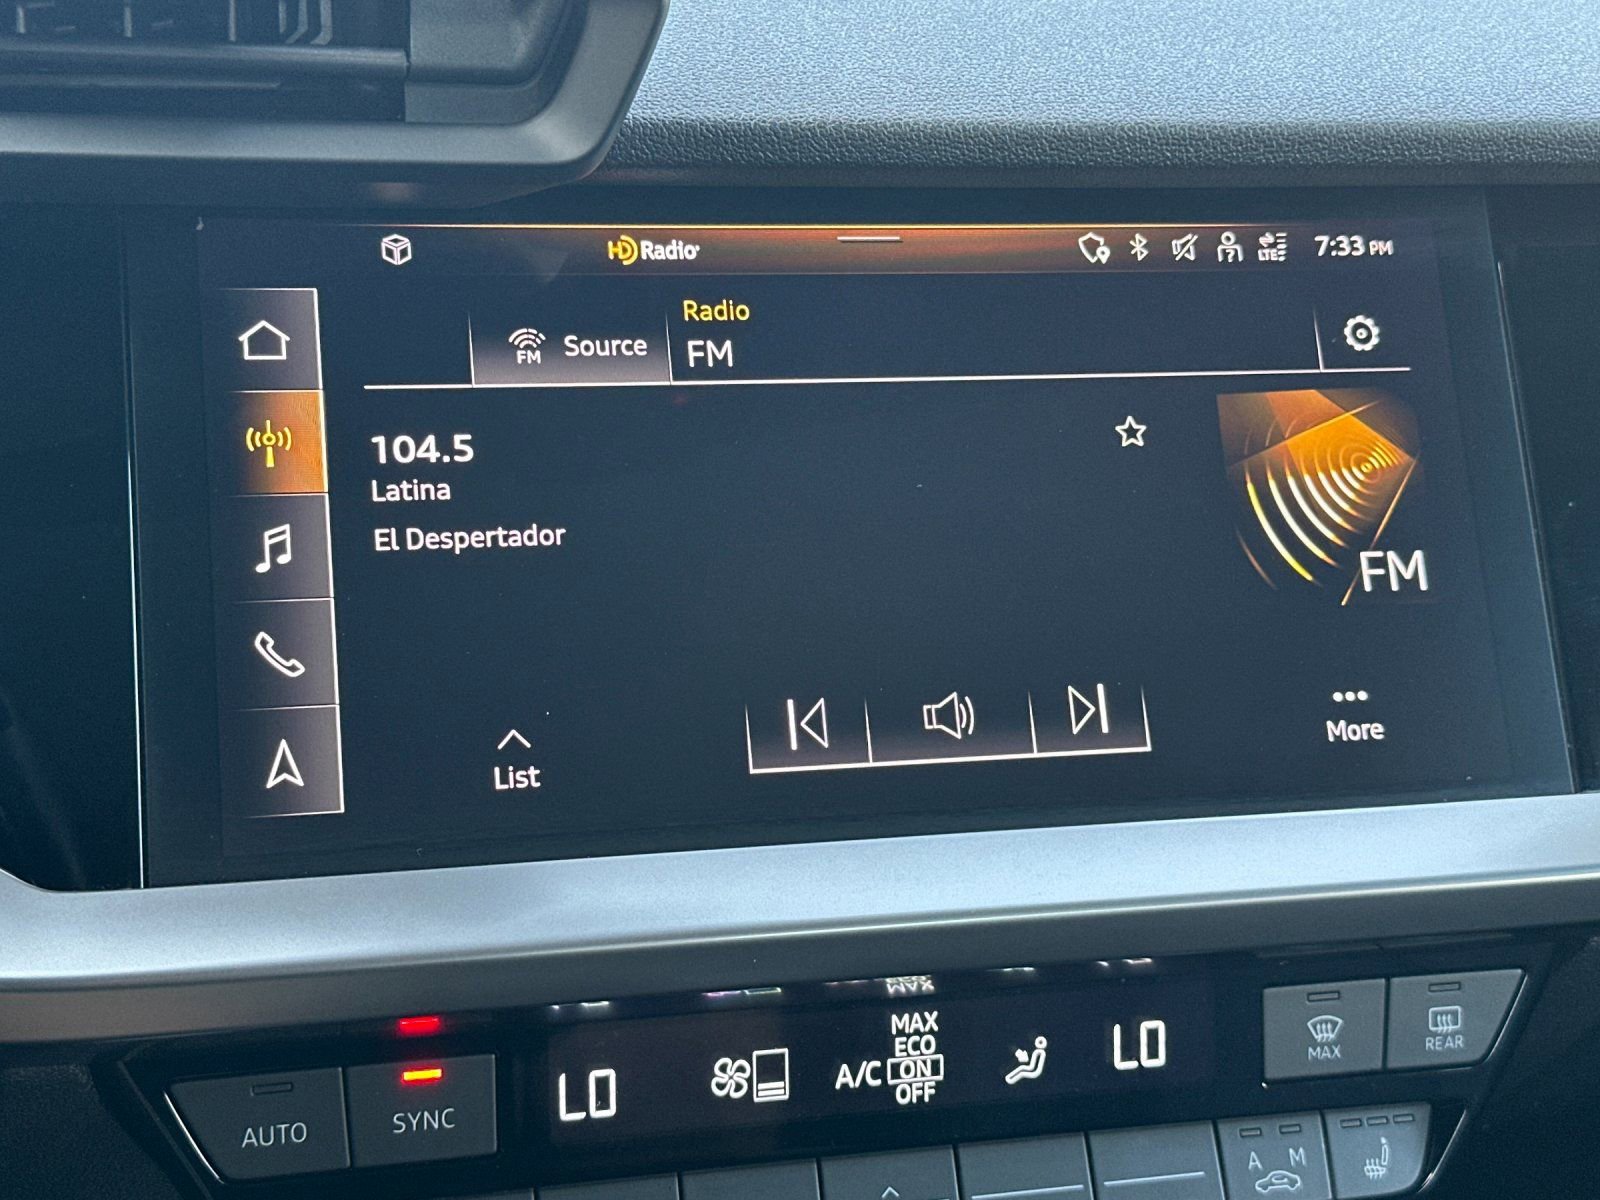 HD Radio
LTE
7:33 PM
FM
Source
Radio
FM
104.5
Latina
El Despertador
FM
List
More
AUTO
SYNC
LO
A/C
MAX
ECO
ON
OFF
LO
MAX
REAR
A M